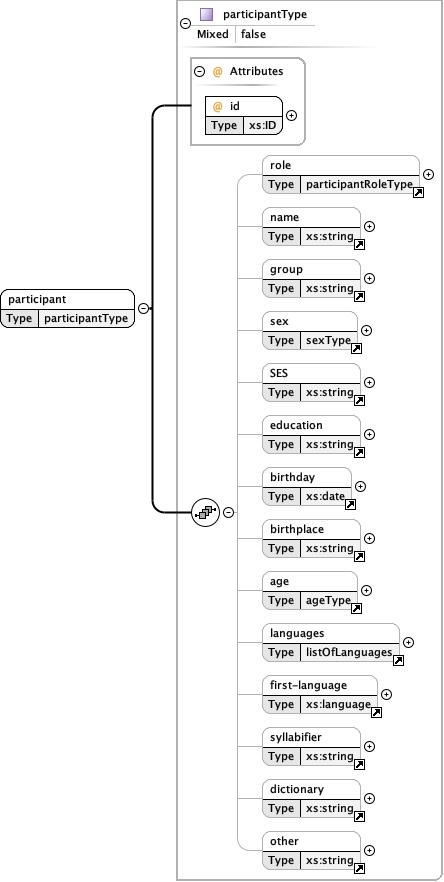 participantType
Mixed false
@ Attributes
@ id
Type xs:ID
role
Type participantRoleType
name
Type xs:string
group
Type xs:string
participant
Type participantType
sex
Type sexType
SES
Type xs:string
education
Type xs:string
birthday
Type xs:date
birthplace
Type xs:string
age
Type ageType
languages
Type listOfLanguages
first-language
Type xs:language
syllabifier
Type xs:string
dictionary
Type xs:string
other
Type xs:string